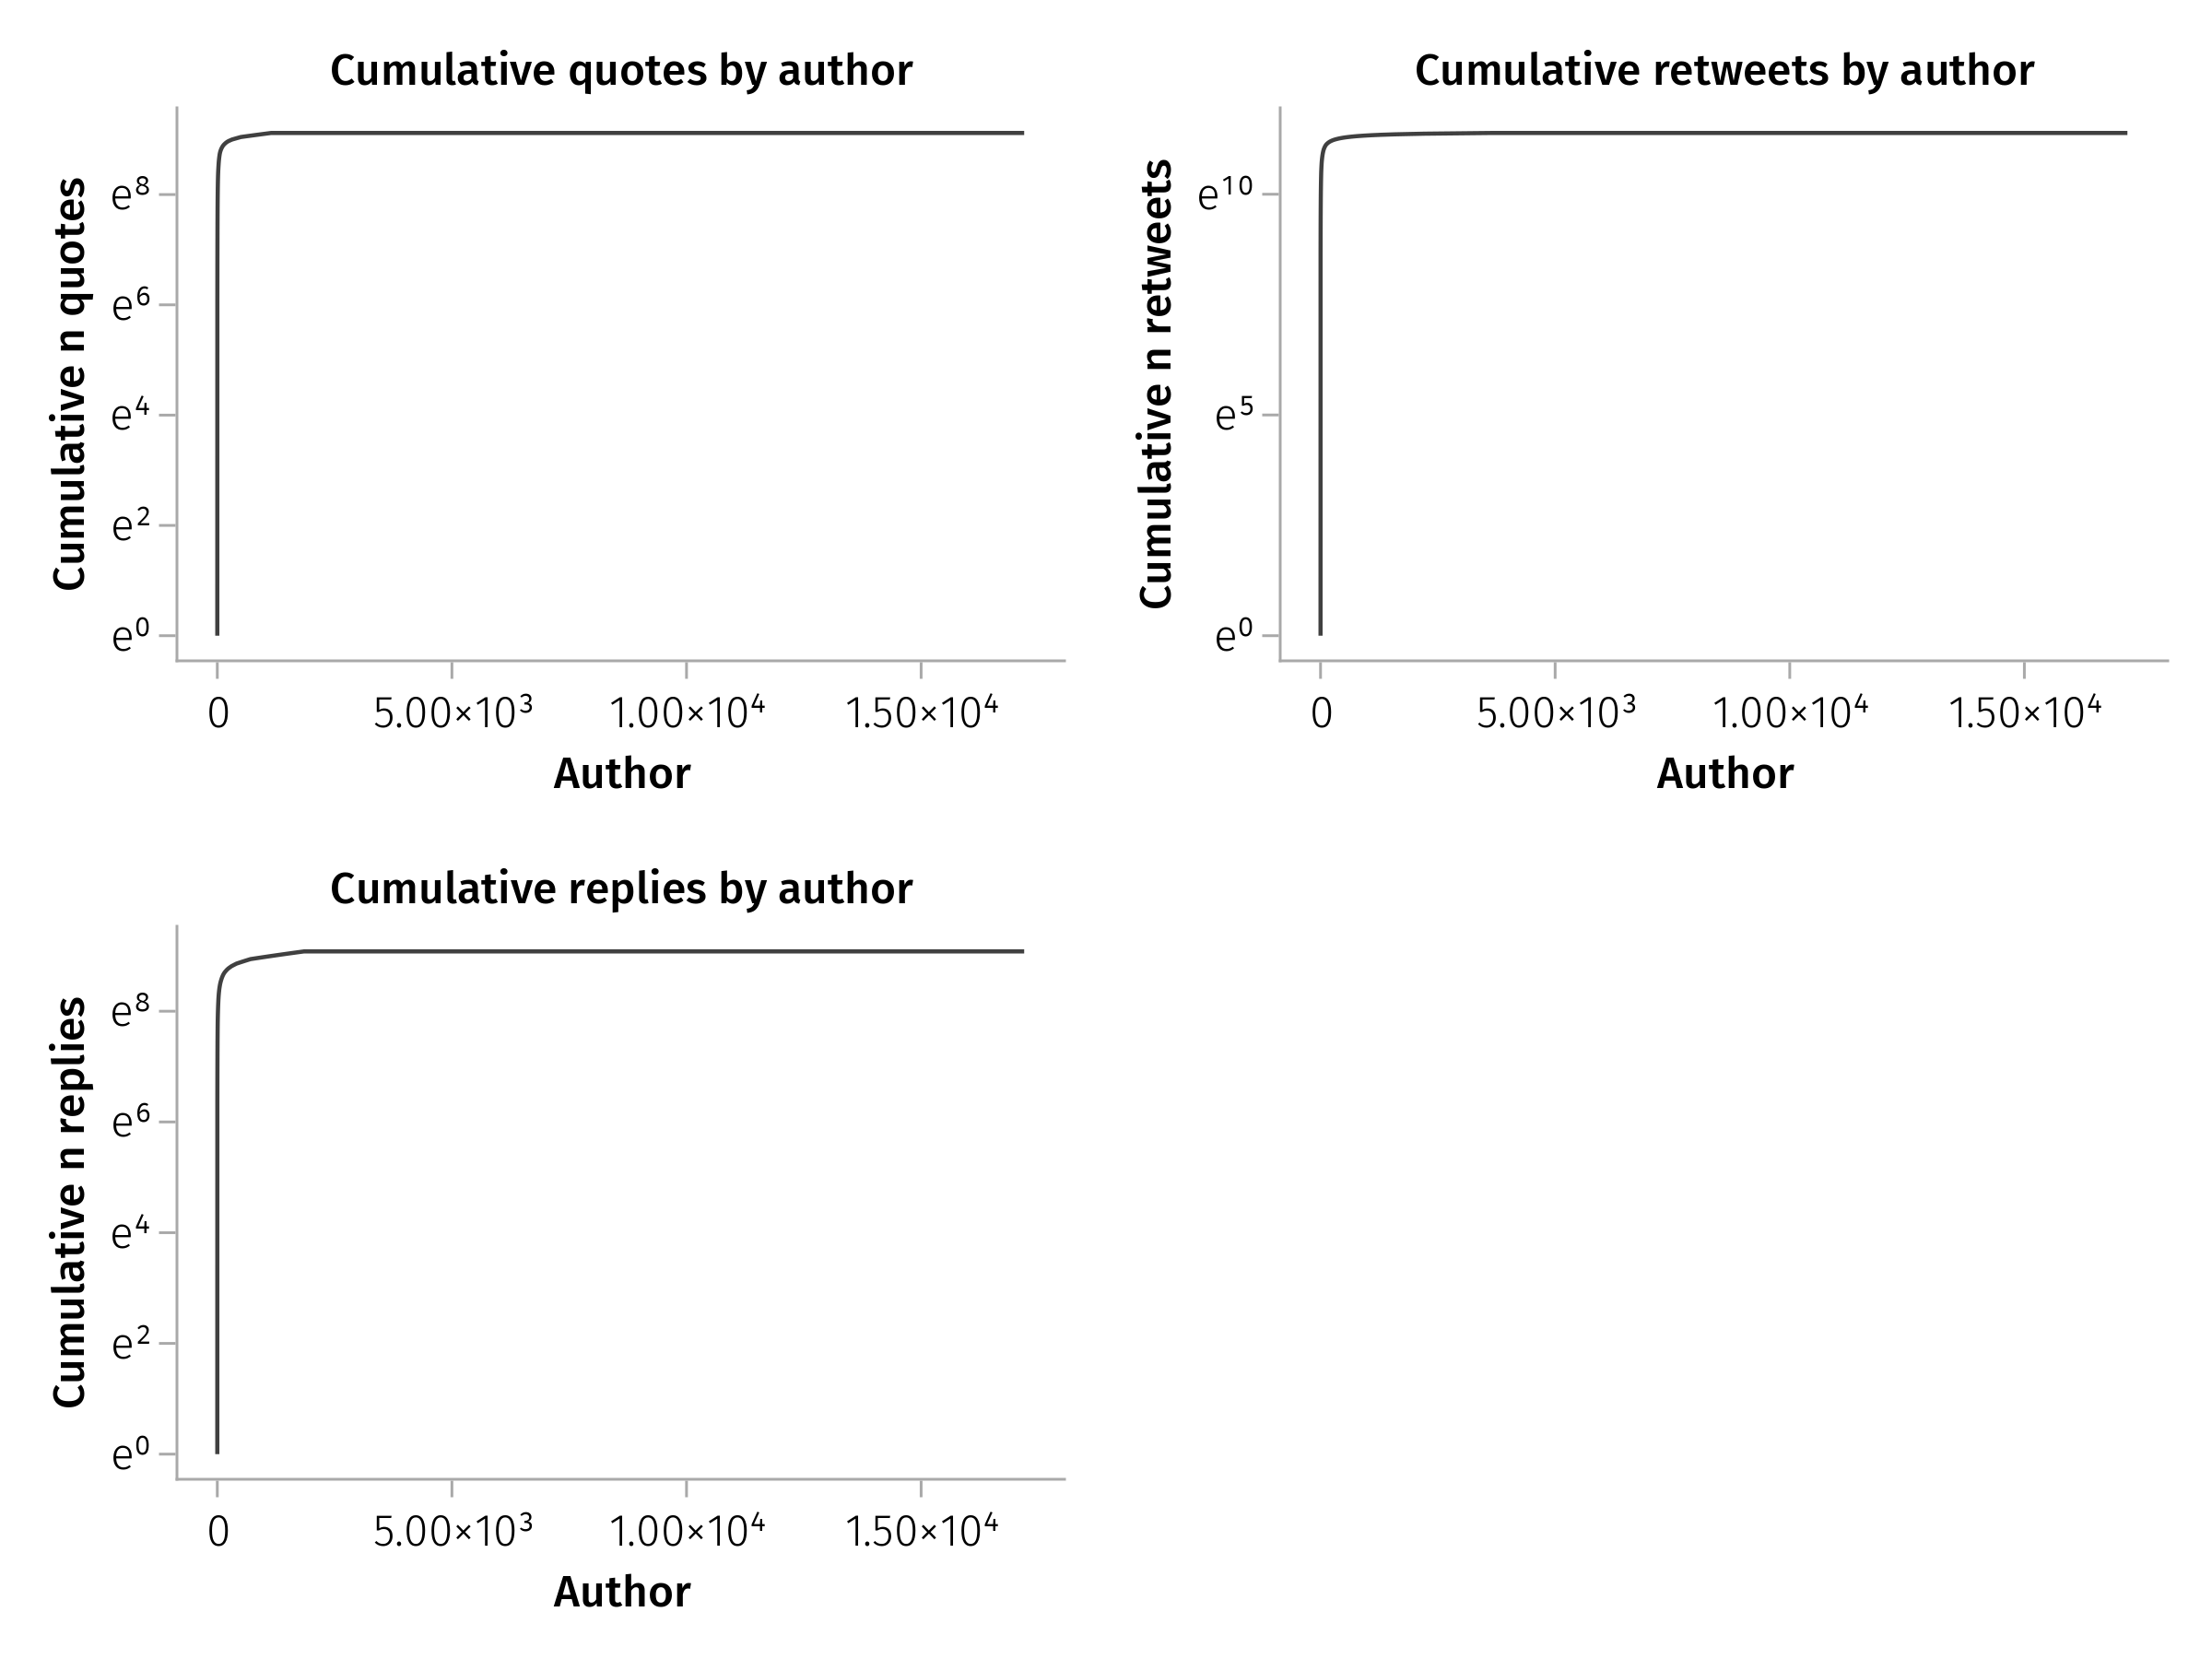 Cumulative quotes by author
Cumulative n quotes
e⁸
e⁶
e⁴
e²
e⁰
0 5.00×10³ 1.00×10⁴ 1.50×10⁴
Author
Cumulative retweets by author
Cumulative n retweets
e¹⁰
e⁵
e⁰
0 5.00×10³ 1.00×10⁴ 1.50×10⁴
Author
Cumulative replies by author
Cumulative n replies
e⁸
e⁶
e⁴
e²
e⁰
0 5.00×10³ 1.00×10⁴ 1.50×10⁴
Author